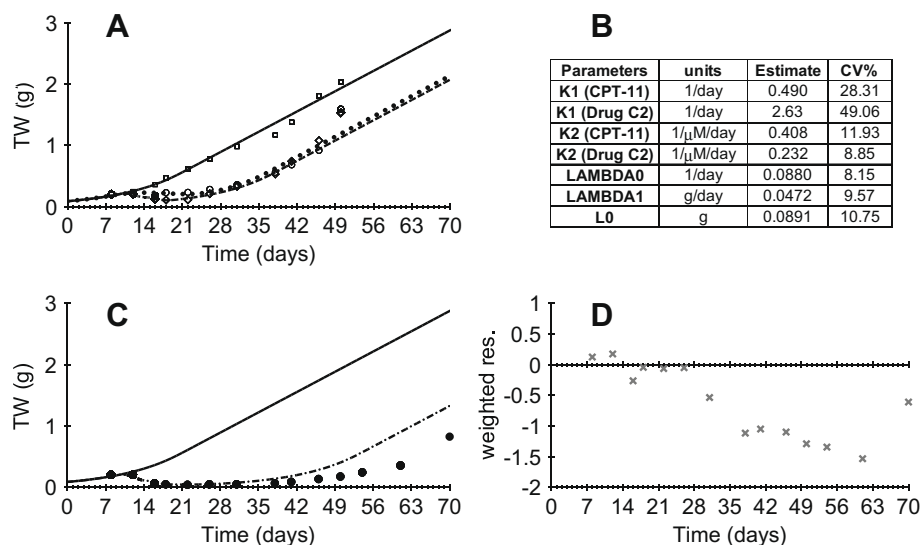 A
TW (g)
3
2
1
0
0 7 14 21 28 35 42 49 56 63 70
Time (days)
B
Parameters units Estimate CV%
K1 (CPT-11) 1/day 0.490 28.31
K1 (Drug C2) 1/day 2.63 49.06
K2 (CPT-11) 1/μM/day 0.408 11.93
K2 (Drug C2) 1/μM/day 0.232 8.85
LAMBDA0 1/day 0.0880 8.15
LAMBDA1 g/day 0.0472 9.57
L0 g 0.0891 10.75
C
TW (g)
3
2
1
0
0 7 14 21 28 35 42 49 56 63 70
Time (days)
D
weighted res.
1
0.5
0
-0.5
-1
-1.5
-2
0 7 14 21 28 35 42 49 56 63 70
Time (days)